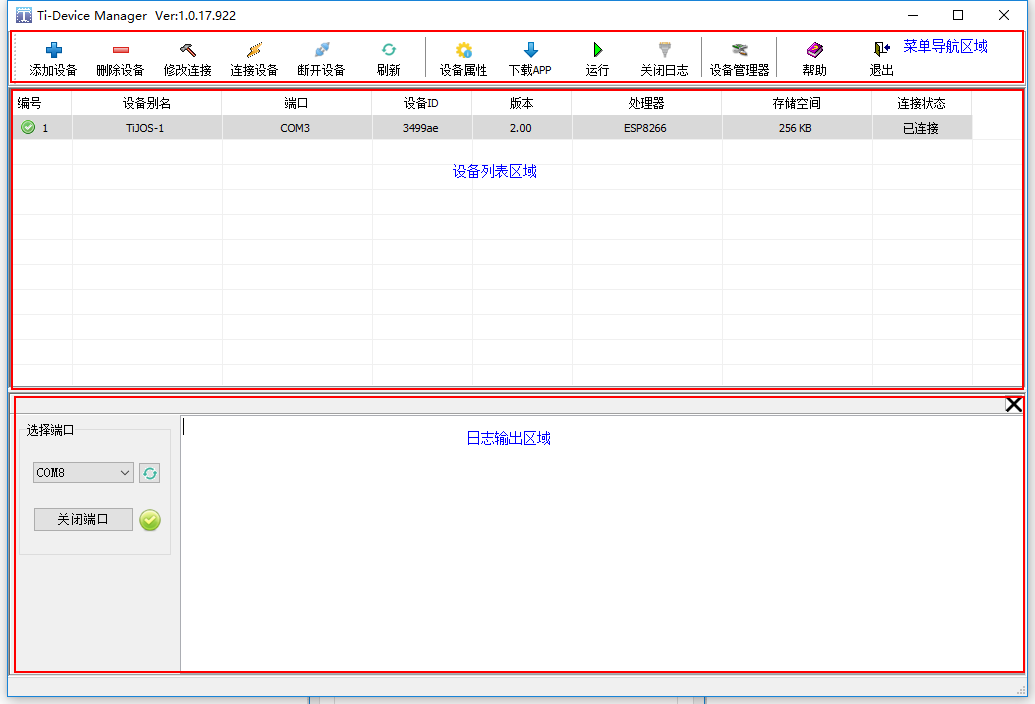 Ti-Device Manager Ver:1.0.17.922
添加设备 删除设备 修改连接 连接设备 断开设备 刷新 设备属性 下载APP 运行 关闭日志 设备管理器 帮助 退出 菜单导航区域
编号 设备别名 端口 设备ID 版本 处理器 存储空间 连接状态
1 TiJOS-1 COM3 3499ae 2.00 ESP8266 256 KB 已连接
设备列表区域
选择端口
日志输出区域
COM8
关闭端口